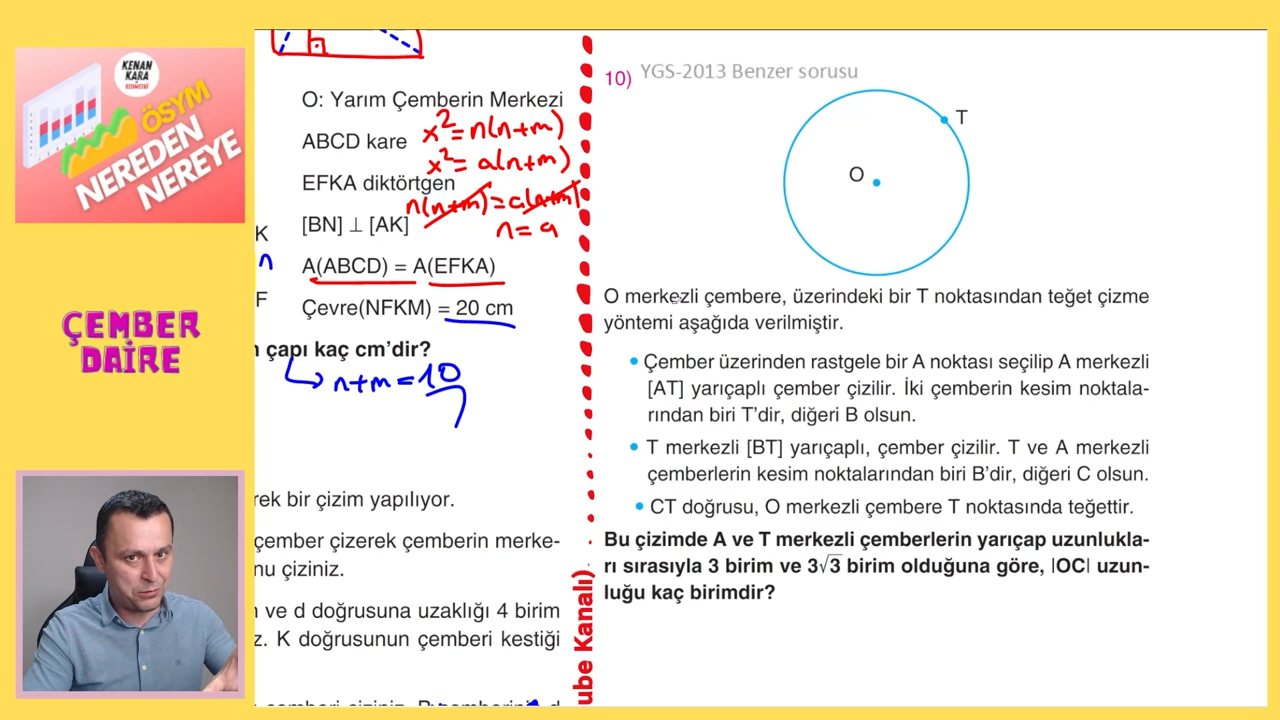 KENAN
KARA
GEOMETRİ
ÖSYM
NEREDEN
NEREYE
ÇEMBER
DAİRE
O: Yarım Çemberin Merkezi
ABCD kare
x² = n(n+m)
x² = a(n+m)
EFKA diktörtgen
n(n+m) = a(n+m)
[BN] ⊥ [AK]
n = a
K
n
A(ABCD) = A(EFKA)
F
Çevre(NFKM) = 20 cm
n çapı kaç cm'dir?
n+m = 10
rek bir çizim yapılıyor.
çember çizerek çemberin merke-
nu çiziniz.
n ve d doğrusuna uzaklığı 4 birim
z. K doğrusunun çemberi kestiği
ube Kanalı)
10) YGS-2013 Benzer sorusu
T
O
O merkezli çembere, üzerindeki bir T noktasından teğet çizme
yöntemi aşağıda verilmiştir.
• Çember üzerinden rastgele bir A noktası seçilip A merkezli
[AT] yarıçaplı çember çizilir. İki çemberin kesim noktala-
rından biri T'dir, diğeri B olsun.
• T merkezli [BT] yarıçaplı, çember çizilir. T ve A merkezli
çemberlerin kesim noktalarından biri B'dir, diğeri C olsun.
• CT doğrusu, O merkezli çembere T noktasında teğettir.
Bu çizimde A ve T merkezli çemberlerin yarıçap uzunlukla-
rı sırasıyla 3 birim ve 3√3 birim olduğuna göre, |OC| uzun-
luğu kaç birimdir?